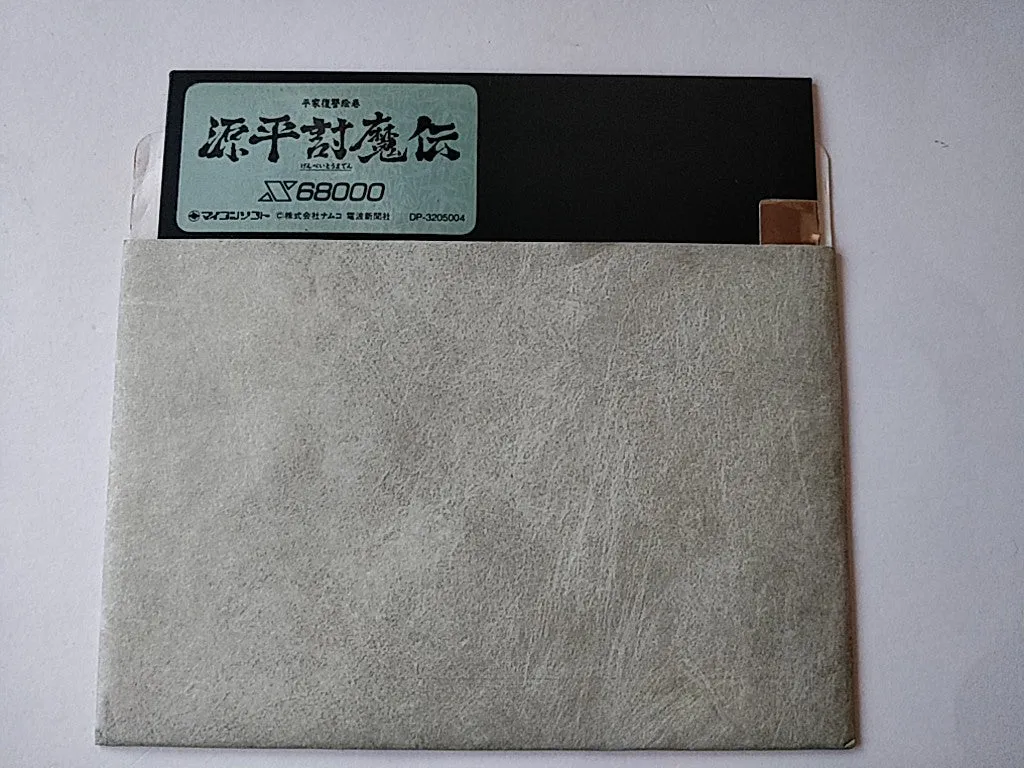 平家復讐絵巻
源平討魔伝
げんぺいとうまでん
X68000
マイコンソフト ©株式会社ナムコ 電波新聞社 DP-3205004